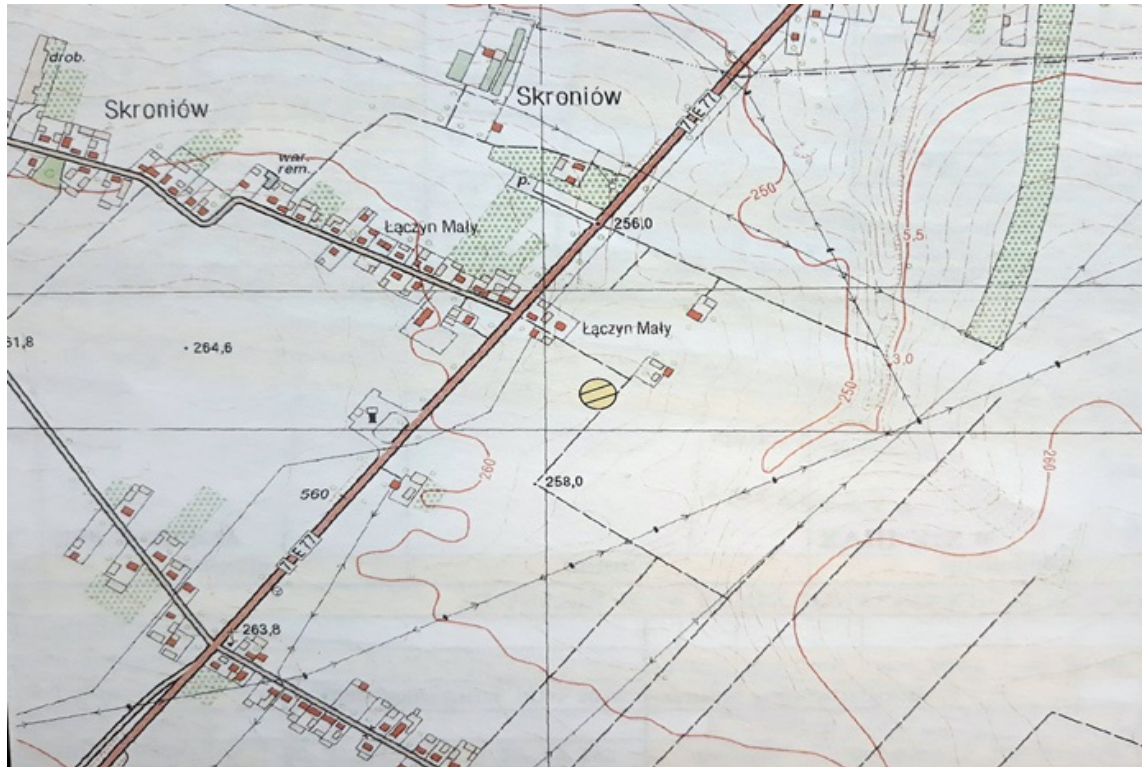 drob.
Skroniów
Skroniów
7 E 77
war.
rem.
p.
250
Łączyn Mały
256,0
5,5
Łączyn Mały
61,8
264,6
3,0
250
260
260
560
258,0
7 E 77
263,8